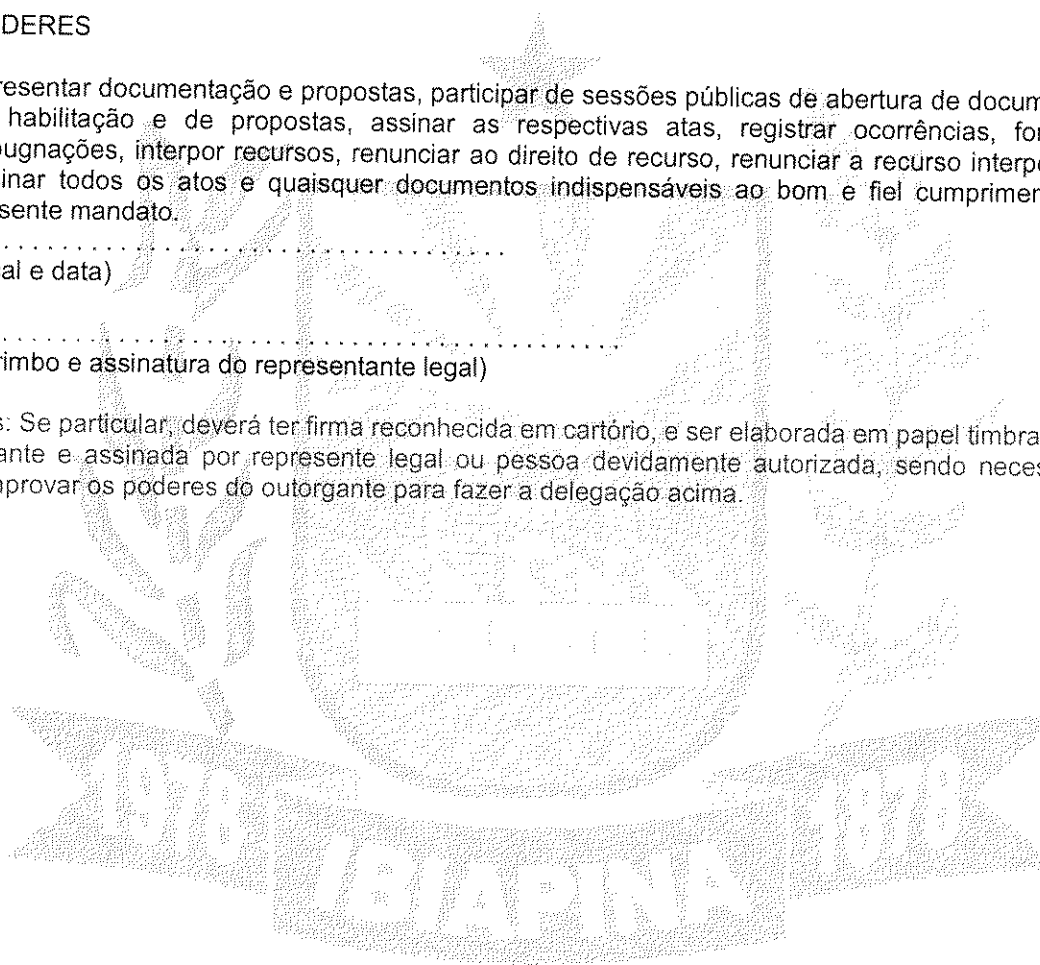 DERES
resentar documentação e propostas, participar de sessões públicas de abertura de docum
habilitação e de propostas, assinar as respectivas atas, registrar ocorrências, for
ougnações, interpor recursos, renunciar ao direito de recurso, renunciar a recurso interpo
inar todos os atos e quaisquer documentos indispensáveis ao bom e fiel cumprimen
sente mandato.
al e data)
rimbo e assinatura do representante legal)
s: Se particular, deverá ter firma reconhecida em cartório, e ser elaborada em papel timbra
ante e assinada por represente legal ou pessoa devidamente autorizada, sendo neces
nprovar os poderes do outorgante para fazer a delegação acima.
1978 IBIAPINA 1878